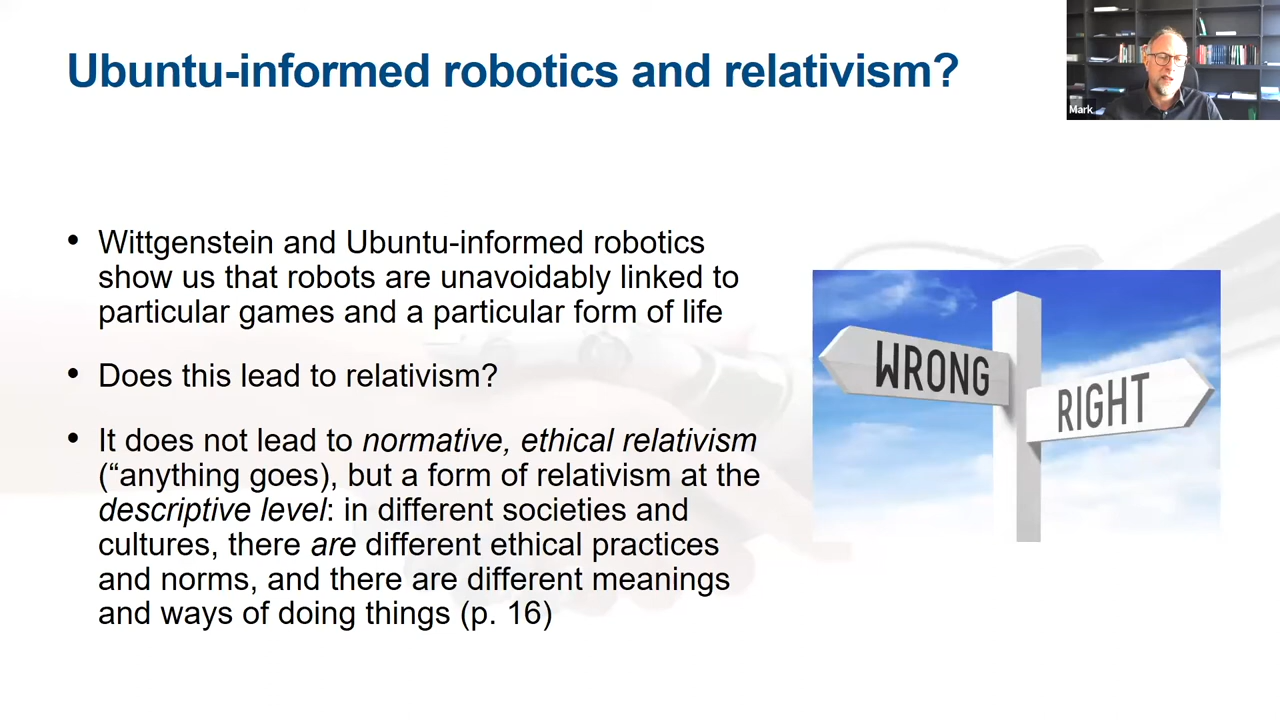 Ubuntu-informed robotics and relativism?
Mark
• Wittgenstein and Ubuntu-informed robotics
show us that robots are unavoidably linked to
particular games and a particular form of life
• Does this lead to relativism?
• It does not lead to normative, ethical relativism
(“anything goes), but a form of relativism at the
descriptive level: in different societies and
cultures, there are different ethical practices
and norms, and there are different meanings
and ways of doing things (p. 16)
WRONG
RIGHT